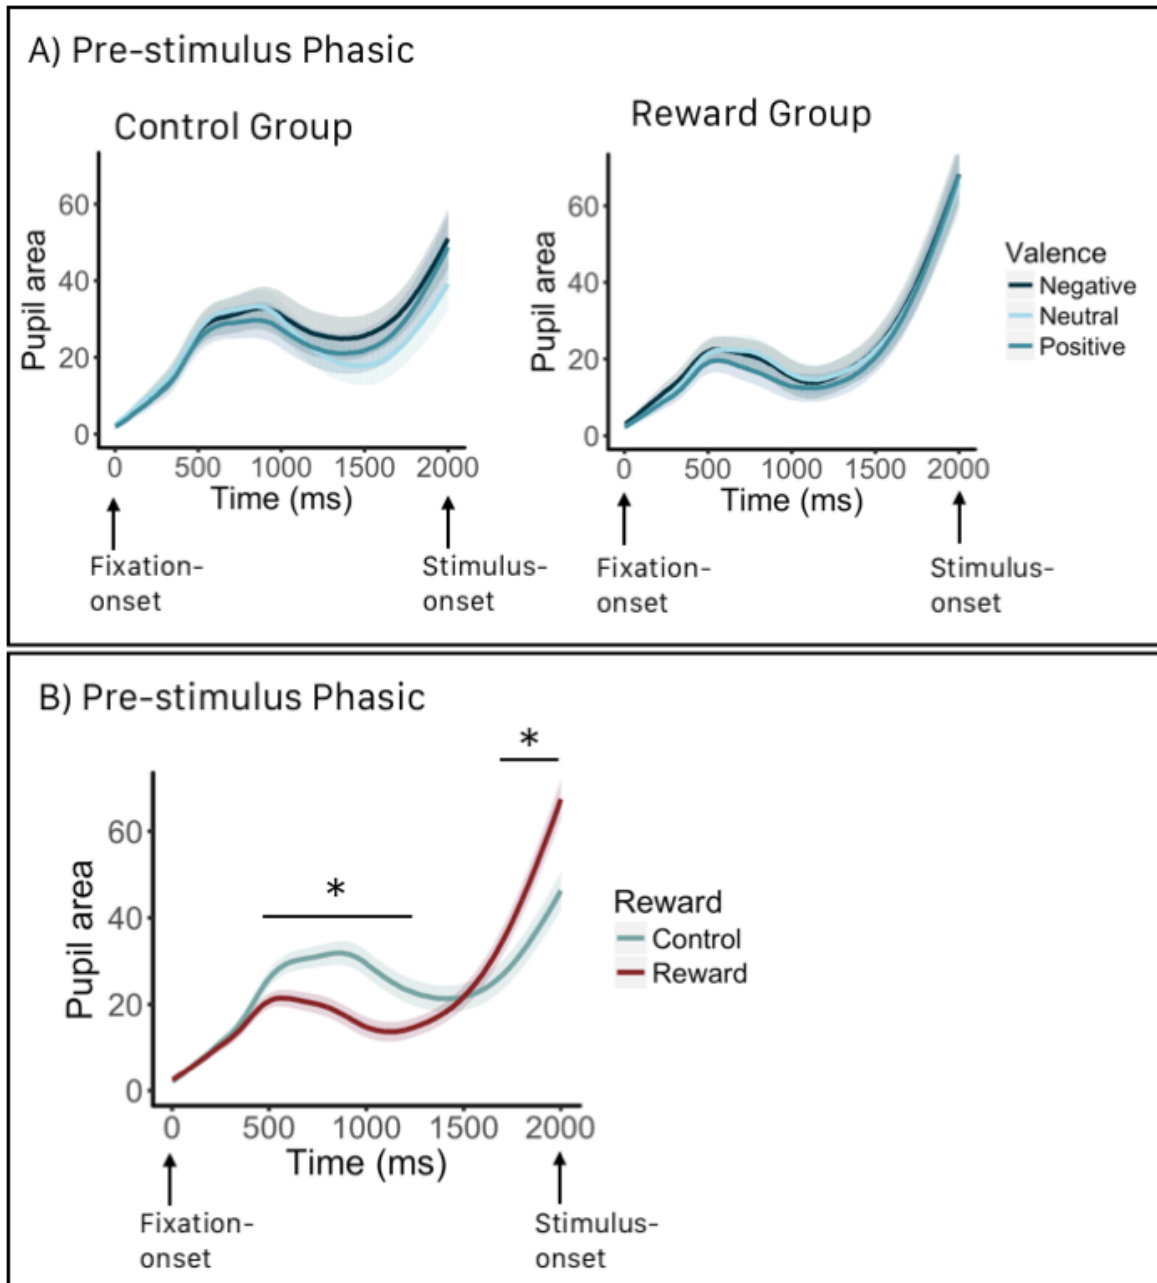 A) Pre-stimulus Phasic
Control Group
Reward Group
Pupil area
60
40
20
0
0 500 1000 1500 2000
Time (ms)
Fixation-
onset
Stimulus-
onset
Pupil area
60
40
20
0
0 500 1000 1500 2000
Time (ms)
Fixation-
onset
Stimulus-
onset
Valence
Negative
Neutral
Positive
B) Pre-stimulus Phasic
*
*
Pupil area
60
40
20
0
0 500 1000 1500 2000
Time (ms)
Fixation-
onset
Stimulus-
onset
Reward
Control
Reward